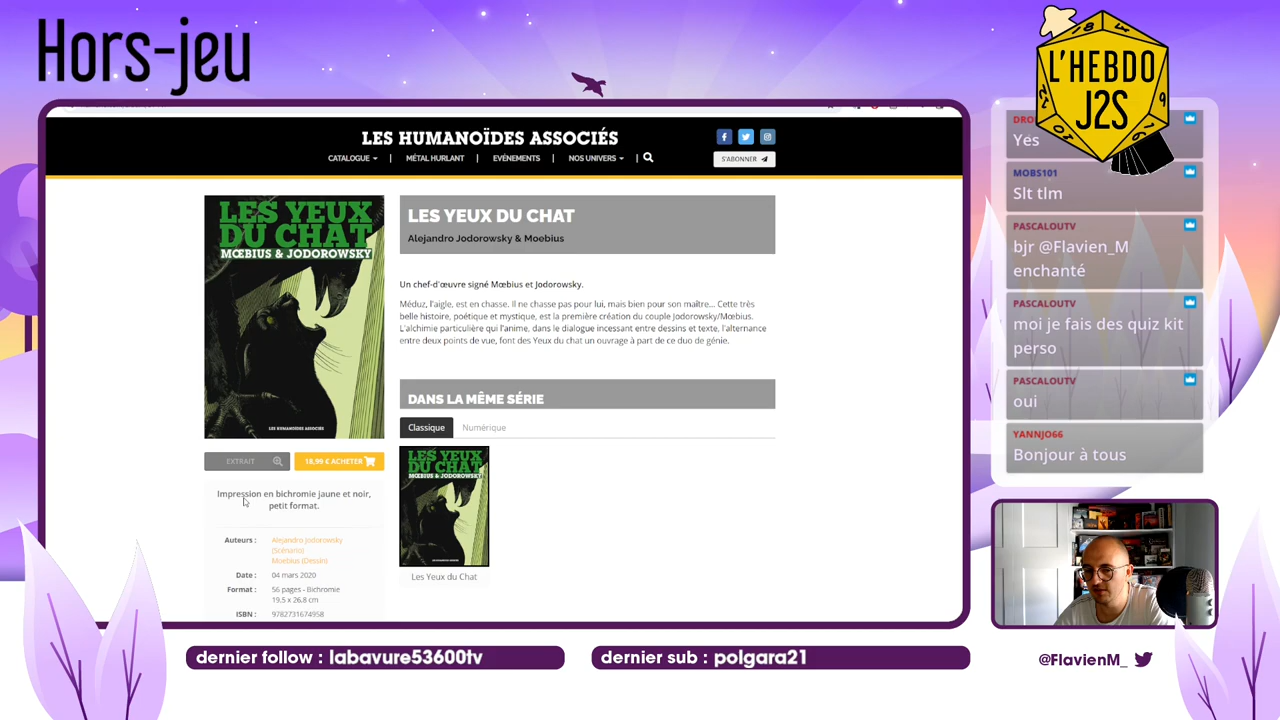 Hors-jeu
L'HEBDO
J2S
LES HUMANOÏDES ASSOCIÉS
CATALOGUE | MÉTAL HURLANT | EVÉNEMENTS | NOS UNIVERS |
S'ABONNER
LES YEUX
DU CHAT
MŒBIUS & JODOROWSKY
LES HUMANOÏDES ASSOCIÉS
LES YEUX DU CHAT
Alejandro Jodorowsky & Moebius
Un chef-d'œuvre signé Mœbius et Jodorowsky.
Méduz, l'aigle, est en chasse. Il ne chasse pas pour lui, mais bien pour son maître... Cette très
belle histoire, poétique et mystique, est la première création du couple Jodorowsky/Mœbius.
L'alchimie particulière qui l'anime, dans le dialogue incessant entre dessins et texte, l'alternance
entre deux points de vue, font des Yeux du chat un ouvrage à part de ce duo de génie.
DANS LA MÊME SÉRIE
Classique Numérique
LES YEUX
DU CHAT
MŒBIUS & JODOROWSKY
Les Yeux du Chat
EXTRAIT
18,99 € ACHETER
Impression en bichromie jaune et noir,
petit format.
Auteurs : Alejandro Jodorowsky
(Scénario)
Moebius (Dessin)
Date : 04 mars 2020
Format : 56 pages - Bichromie
19,5 x 26,8 cm
ISBN : 9782731674958
Yes
MOBS101
Slt tlm
PASCALOUTV
bjr @Flavien_M
enchanté
PASCALOUTV
moi je fais des quiz kit
perso
PASCALOUTV
oui
YANNJO66
Bonjour à tous
dernier follow : labavure53600tv
dernier sub : polgara21
@FlavienM_